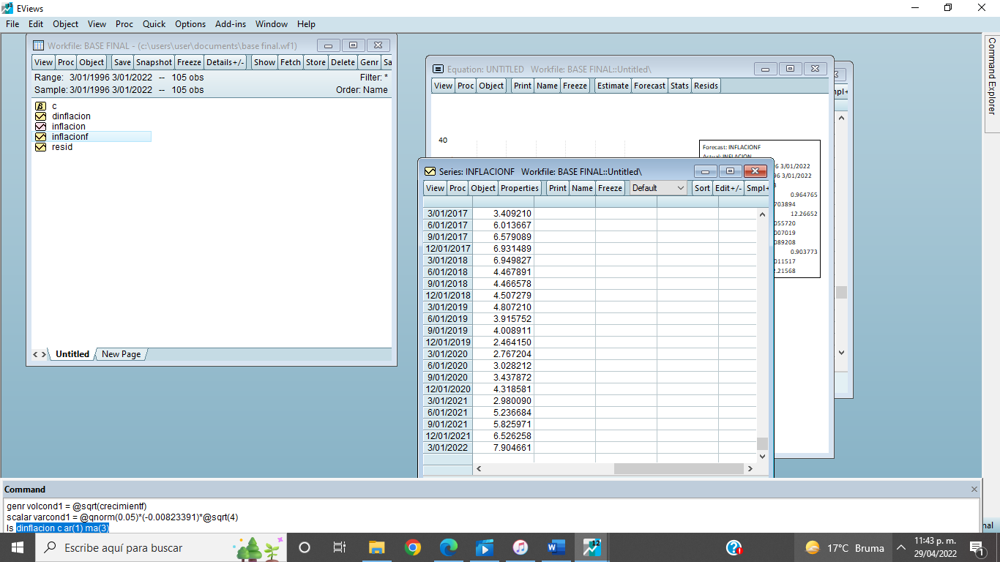 EViews
File Edit Object View Proc Quick Options Add-ins Window Help
Workfile: BASE FINAL - (c:\users\user\documents\base final.wf1)
View Proc Object Save Snapshot Freeze Details+/- Show Fetch Store Delete Genr Sa
Range: 3/01/1996 3/01/2022 -- 105 obs Filter: *
Sample: 3/01/1996 3/01/2022 -- 105 obs Order: Name
β c
dinflacion
inflacion
inflacionf
resid
Untitled New Page
Equation: UNTITLED Workfile: BASE FINAL::Untitled\
View Proc Object Print Name Freeze Estimate Forecast Stats Resids
40
Forecast: INFLACIONF
Actual: INFLACION
96 3/01/2022
96 3/01/2022
0.964765
703894
12.26652
055720
007019
089208
0.903773
011517
2.21568
mpl+
Series: INFLACIONF Workfile: BASE FINAL::Untitled\
View Proc Object Properties Print Name Freeze Default Sort Edit+/- Smpl+
3/01/2017 3.409210
6/01/2017 6.013667
9/01/2017 6.579089
12/01/2017 6.931489
3/01/2018 6.949827
6/01/2018 4.467891
9/01/2018 4.466578
12/01/2018 4.507279
3/01/2019 4.807210
6/01/2019 3.915752
9/01/2019 4.008911
12/01/2019 2.464150
3/01/2020 2.767204
6/01/2020 3.028212
9/01/2020 3.437872
12/01/2020 4.318581
3/01/2021 2.980090
6/01/2021 5.236684
9/01/2021 5.825971
12/01/2021 6.526258
3/01/2022 7.904661
Command Explorer
Command
genr volcond1 = @sqrt(crecimientf)
scalar varcond1 = @qnorm(0.05)*(-0.00823391)*@sqrt(4)
ls dinflacion c ar(1) ma(3)
nal
Escribe aquí para buscar
12
17°C Bruma
11:43 p. m.
29/04/2022
1